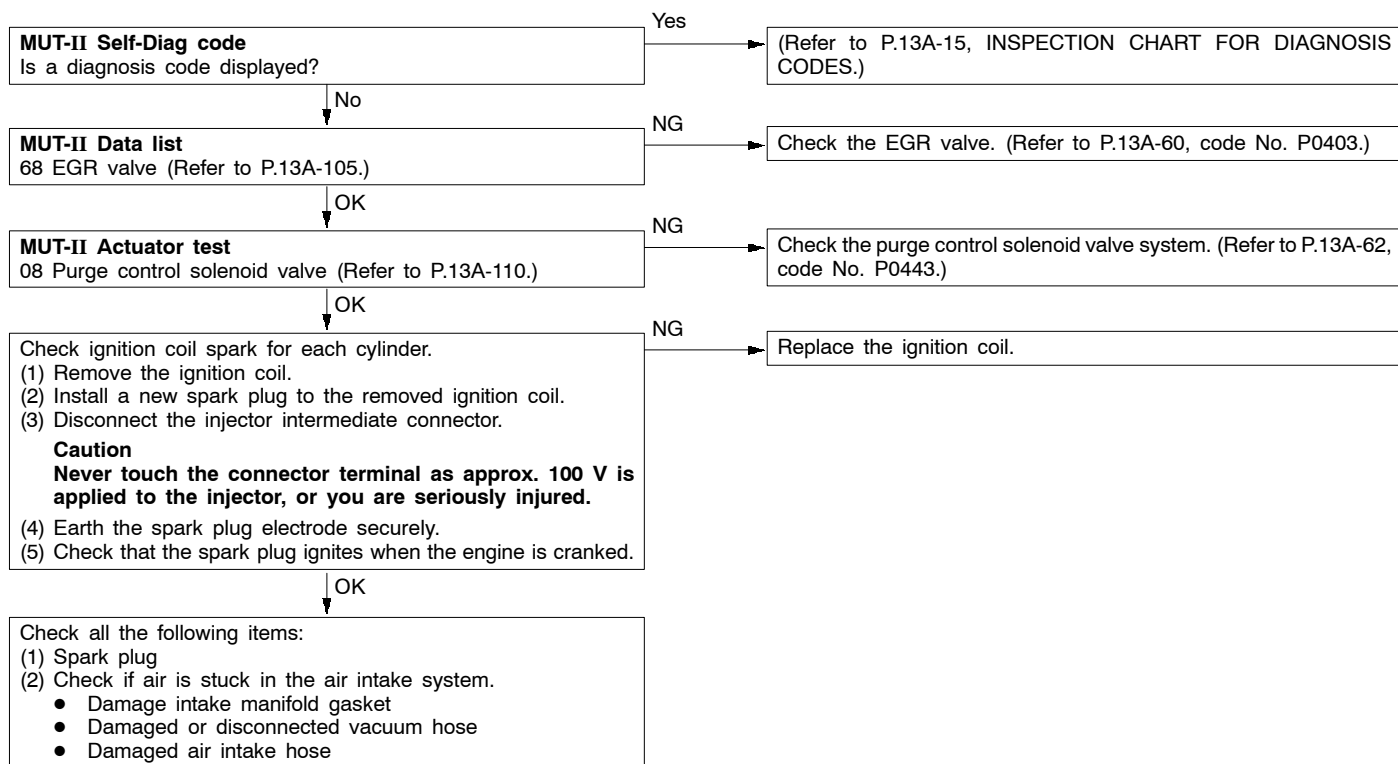 MUT-II Self-Diag code
Is a diagnosis code displayed?
Yes
(Refer to P.13A-15, INSPECTION CHART FOR DIAGNOSIS
CODES.)
No
MUT-II Data list
68 EGR valve (Refer to P.13A-105.)
NG
Check the EGR valve. (Refer to P.13A-60, code No. P0403.)
OK
MUT-II Actuator test
08 Purge control solenoid valve (Refer to P.13A-110.)
NG
Check the purge control solenoid valve system. (Refer to P.13A-62,
code No. P0443.)
OK
Check ignition coil spark for each cylinder.
(1) Remove the ignition coil.
(2) Install a new spark plug to the removed ignition coil.
(3) Disconnect the injector intermediate connector.
Caution
Never touch the connector terminal as approx. 100 V is
applied to the injector, or you are seriously injured.
(4) Earth the spark plug electrode securely.
(5) Check that the spark plug ignites when the engine is cranked.
NG
Replace the ignition coil.
OK
Check all the following items:
(1) Spark plug
(2) Check if air is stuck in the air intake system.
● Damage intake manifold gasket
● Damaged or disconnected vacuum hose
● Damaged air intake hose